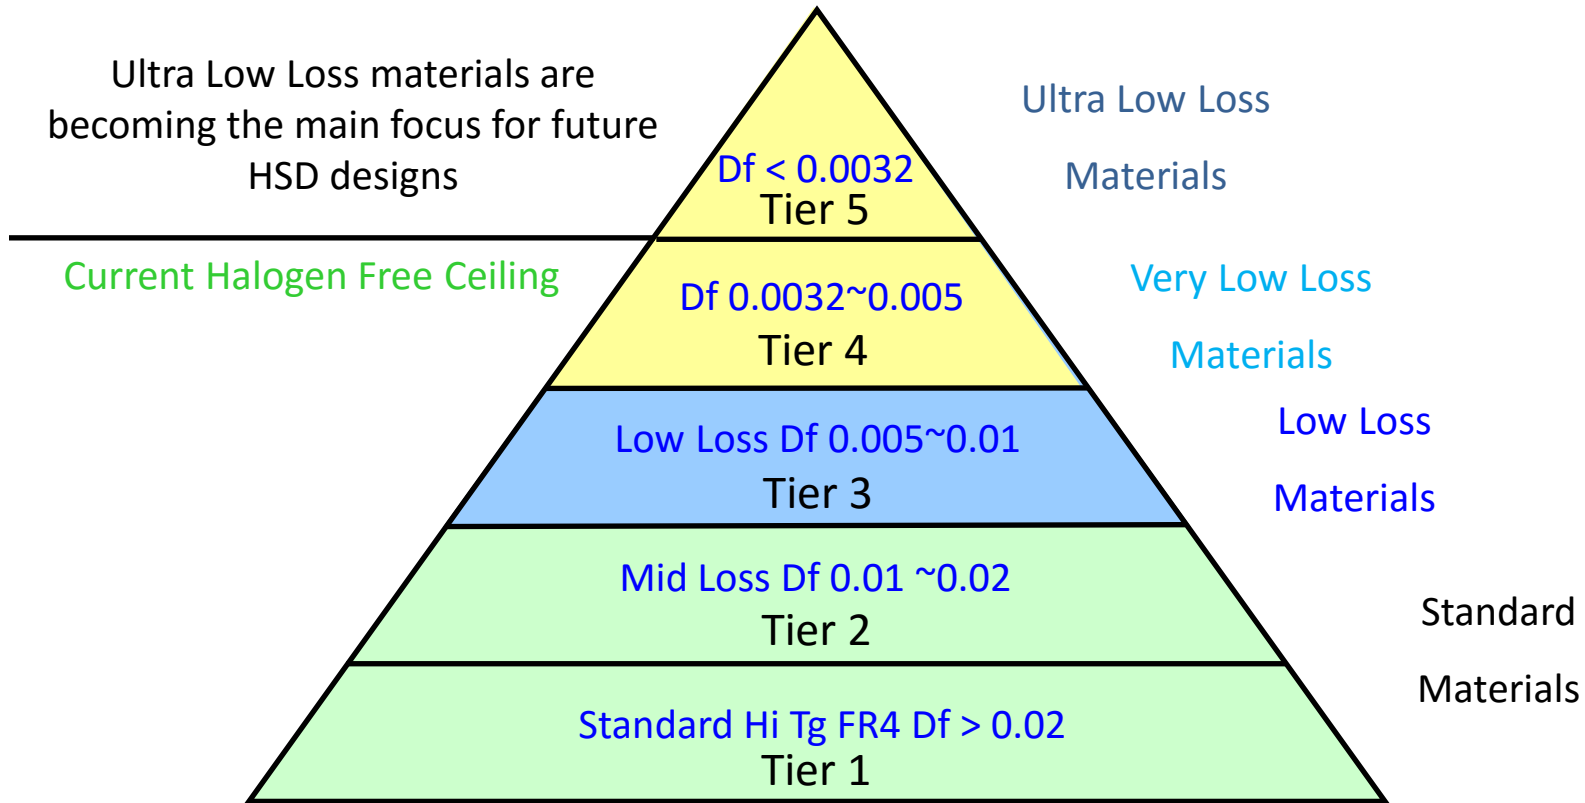 Ultra Low Loss materials are
becoming the main focus for future
HSD designs
Current Halogen Free Ceiling
Df < 0.0032
Tier 5
Df 0.0032~0.005
Tier 4
Low Loss Df 0.005~0.01
Tier 3
Mid Loss Df 0.01 ~0.02
Tier 2
Standard Hi Tg FR4 Df > 0.02
Tier 1
Ultra Low Loss
Materials
Very Low Loss
Materials
Low Loss
Materials
Standard
Materials